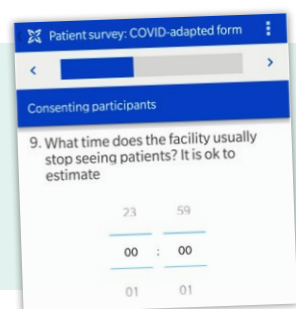 Patient survey: COVID-adapted form
Consenting participants
9. What time does the facility usually
stop seeing patients? It is ok to
estimate
23 59
00 : 00
01 01